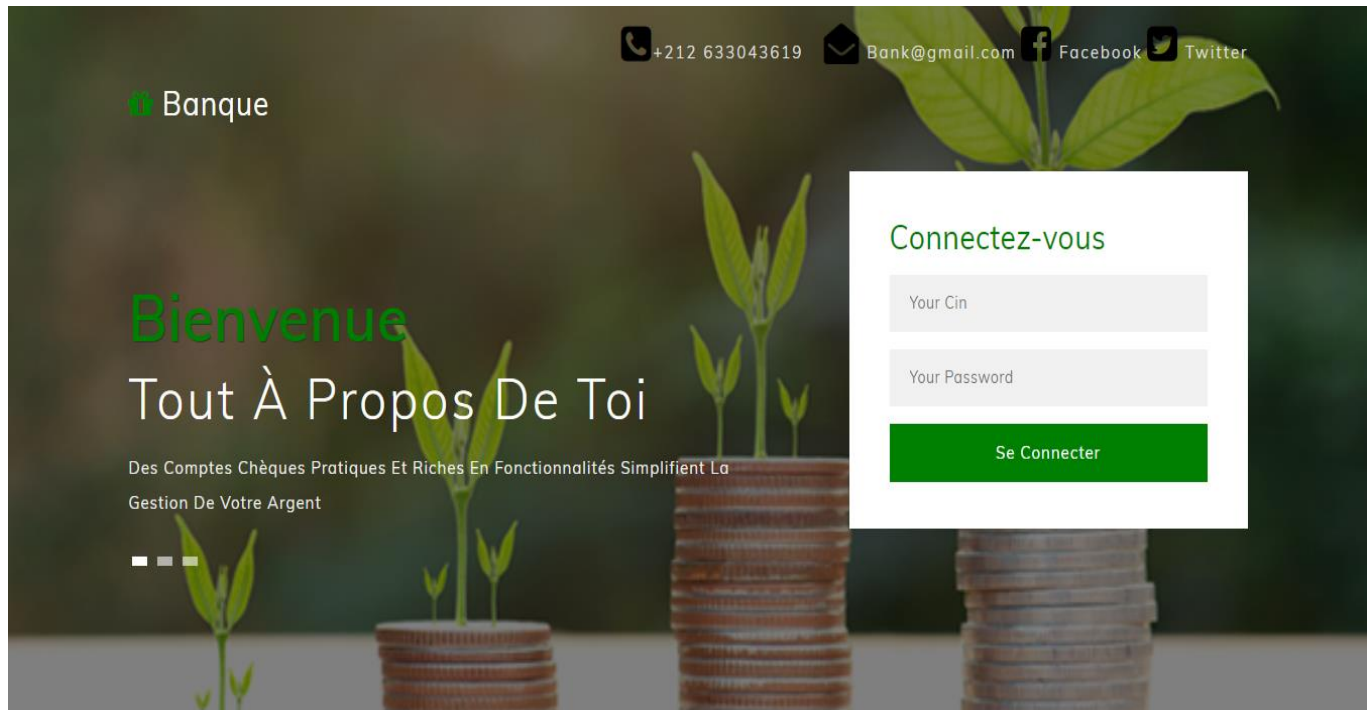 +212 633043619 Bank@gmail.com Facebook Twitter
Banque
Connectez-vous
Your Cin
Bienvenue
Your Password
Tout À Propos De Toi
Se Connecter
Des Comptes Chèques Pratiques Et Riches En Fonctionnalités Simplifient La
Gestion De Votre Argent